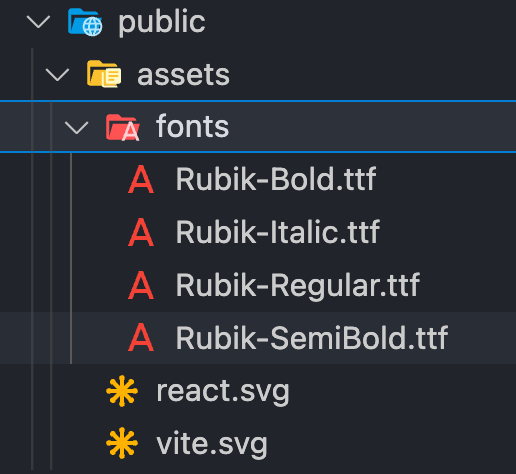 public
assets
fonts
Rubik-Bold.ttf
Rubik-Italic.ttf
Rubik-Regular.ttf
Rubik-SemiBold.ttf
react.svg
vite.svg